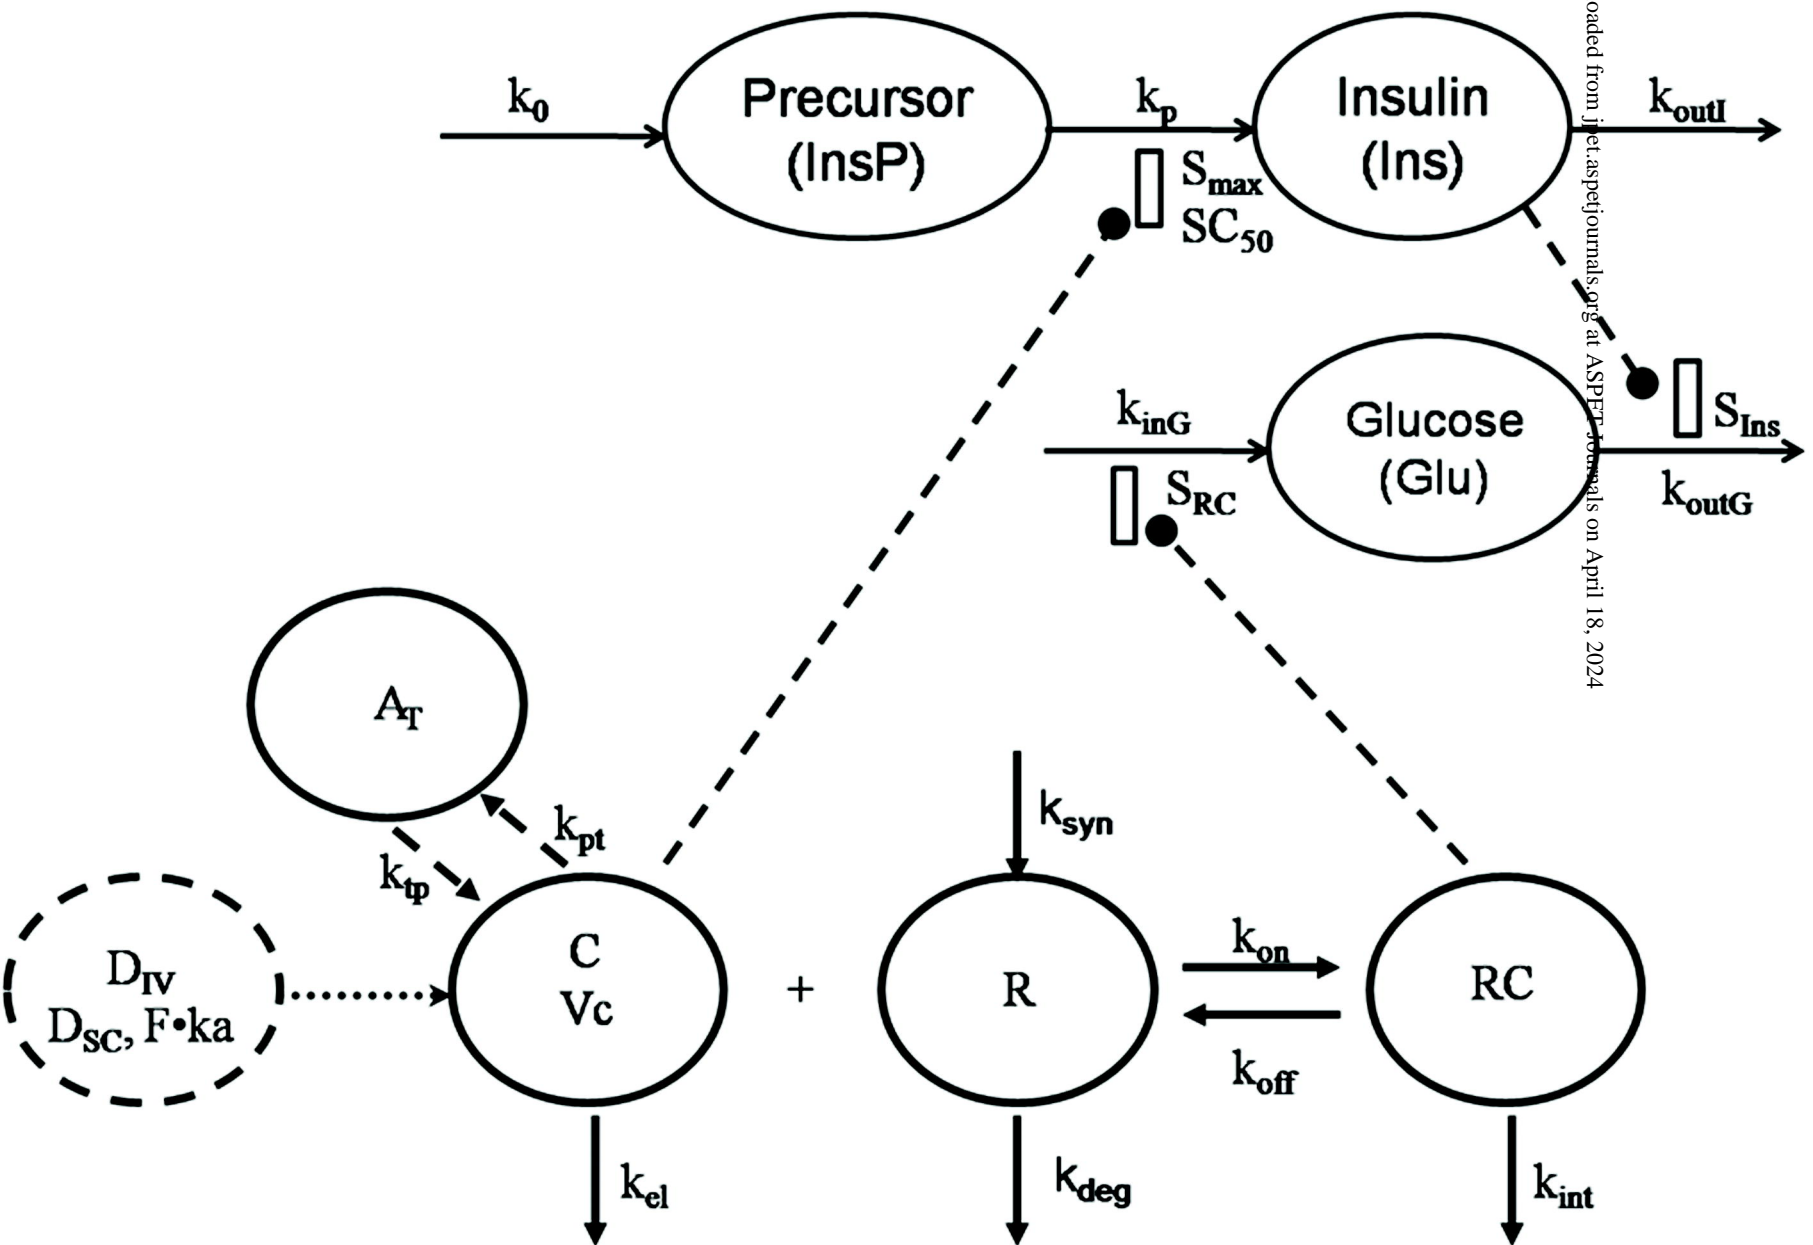 k0
Precursor
(InsP)
kp
Smax
SC50
Insulin
(Ins)
koutI
kinG
SRC
Glucose
(Glu)
SIns
koutG
AT
kpt
ktp
DIV
DSC, F•ka
C
Vc
+
ksyn
R
kon
koff
RC
kel
kdeg
kint
oaded from jpet.aspetjournals.org at ASPET Journals on April 18, 2024